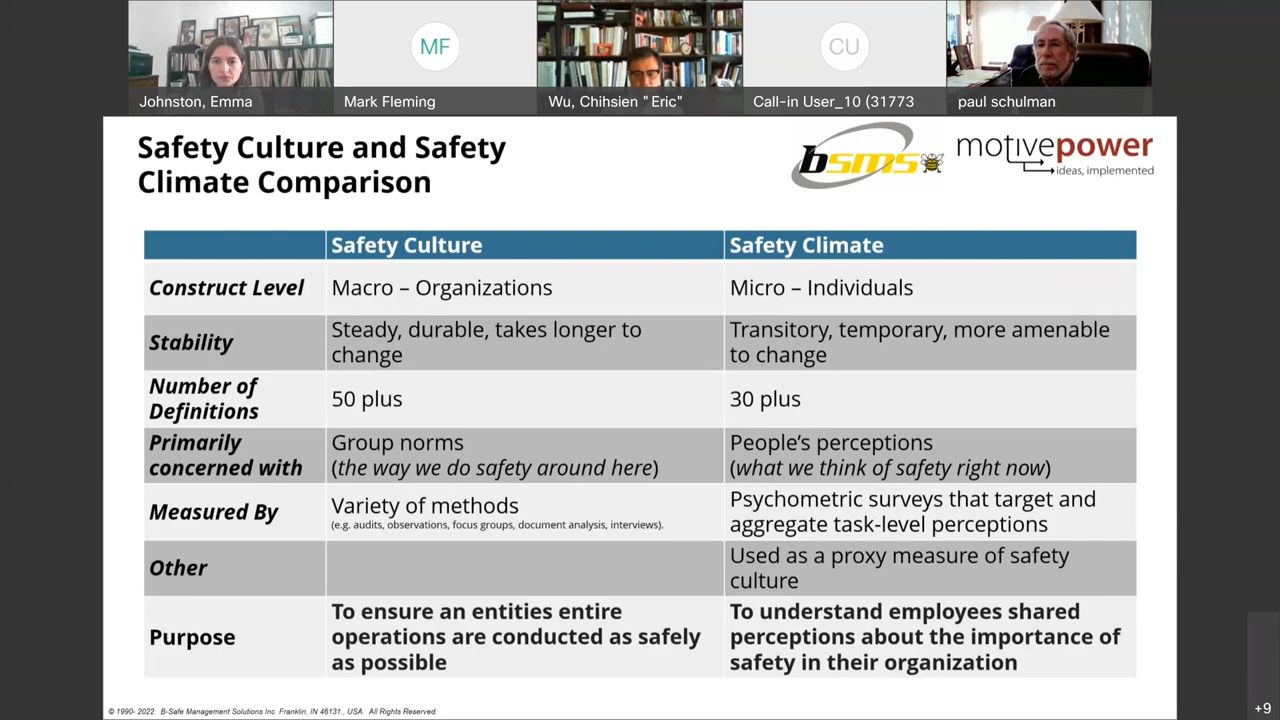 MF
CU
Johnston, Emma
Mark Fleming
Wu, Chihsien "Eric"
Call-in User_10 (31773
paul schulman
Safety Culture and Safety
Climate Comparison
bsms
motivepower
ideas, implemented
Safety Culture
Safety Climate
Construct Level
Macro – Organizations
Micro – Individuals
Stability
Steady, durable, takes longer to
change
Transitory, temporary, more amenable
to change
Number of
Definitions
50 plus
30 plus
Primarily
concerned with
Group norms
(the way we do safety around here)
People's perceptions
(what we think of safety right now)
Measured By
Variety of methods
(e.g. audits, observations, focus groups, document analysis, interviews).
Psychometric surveys that target and
aggregate task-level perceptions
Other
Used as a proxy measure of safety
culture
Purpose
To ensure an entities entire
operations are conducted as safely
as possible
To understand employees shared
perceptions about the importance of
safety in their organization
© 1990- 2022: B-Safe Management Solutions Inc. Franklin, IN 46131., USA. All Rights Reserved.
+9